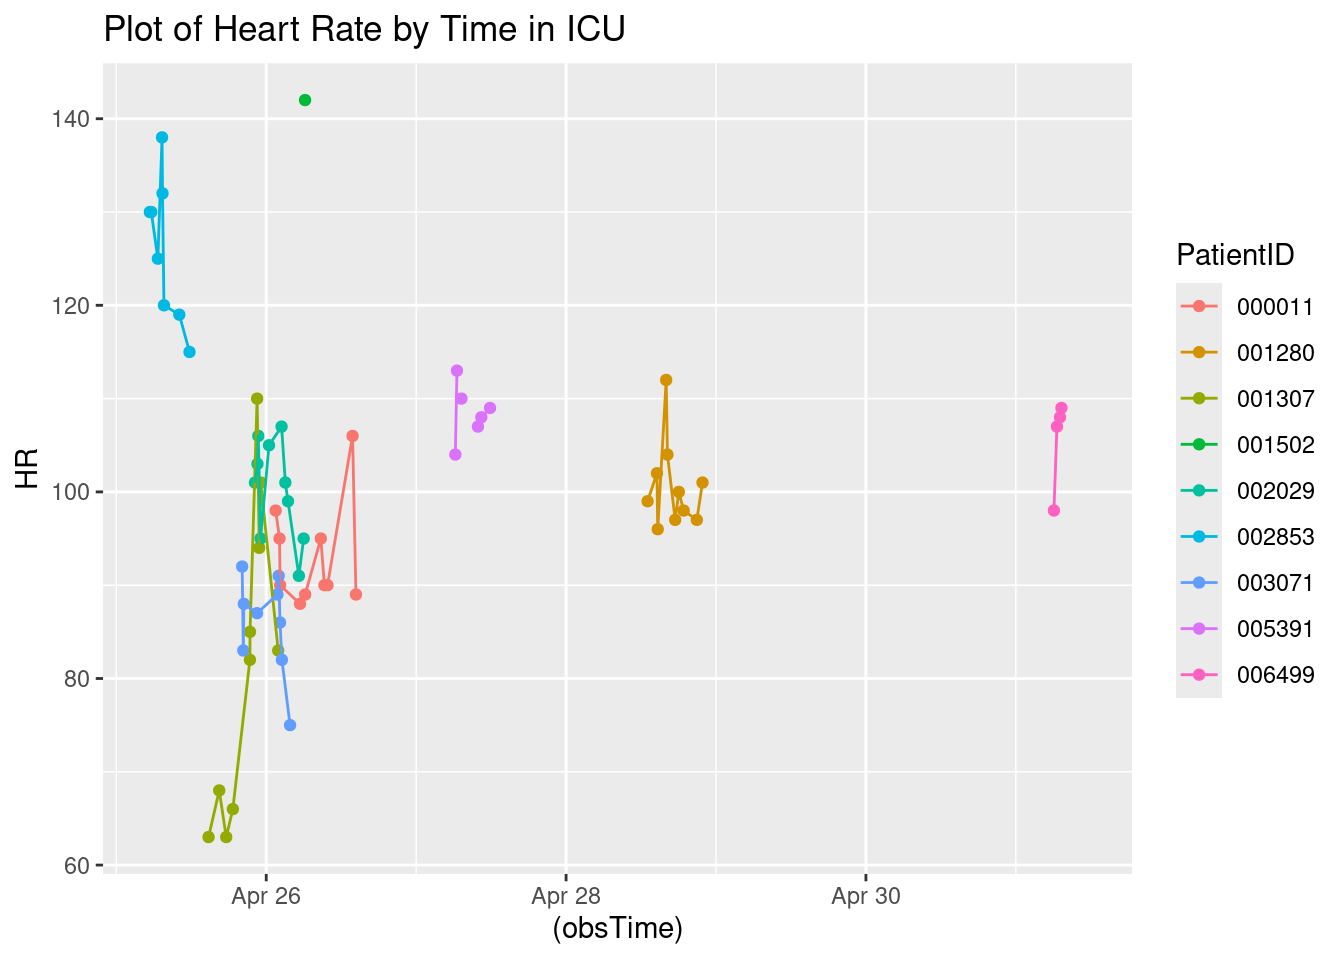 Plot of Heart Rate by Time in ICU
HR
140
120
100
80
60
Apr 26
Apr 28
Apr 30
(obsTime)
PatientID
000011
001280
001307
001502
002029
002853
003071
005391
006499